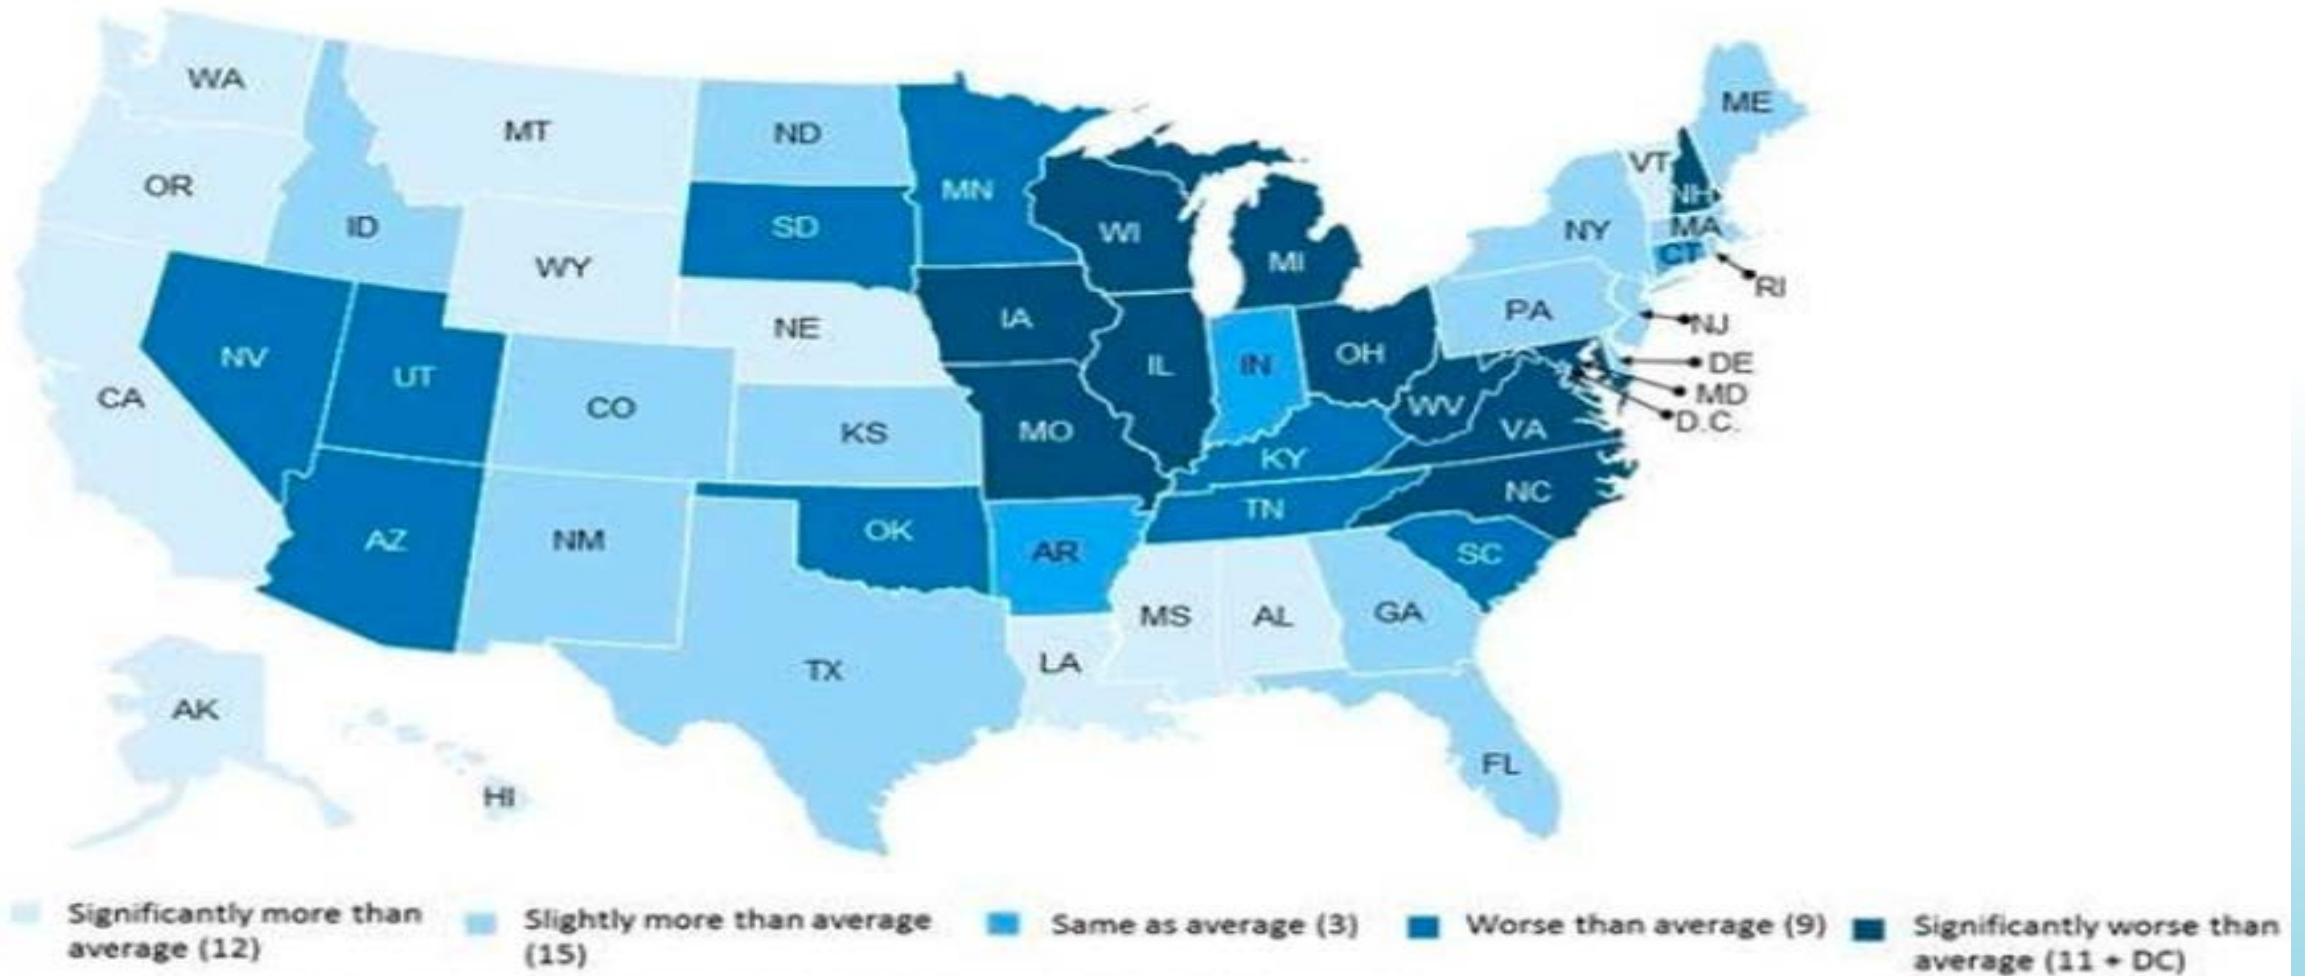 WA
MT
ND
MN
ME
VT
NH
OR
ID
SD
WI
MI
NY
MA
CT
RI
WY
NE
IA
PA
NJ
NV
UT
CO
KS
IL
IN
OH
DE
MD
D.C.
CA
MO
WV
VA
KY
AZ
NM
OK
AR
TN
NC
SC
MS
AL
GA
LA
TX
FL
AK
HI
Significantly more than
average (12)
Slightly more than average
(15)
Same as average (3)
Worse than average (9)
Significantly worse than
average (11 + DC)